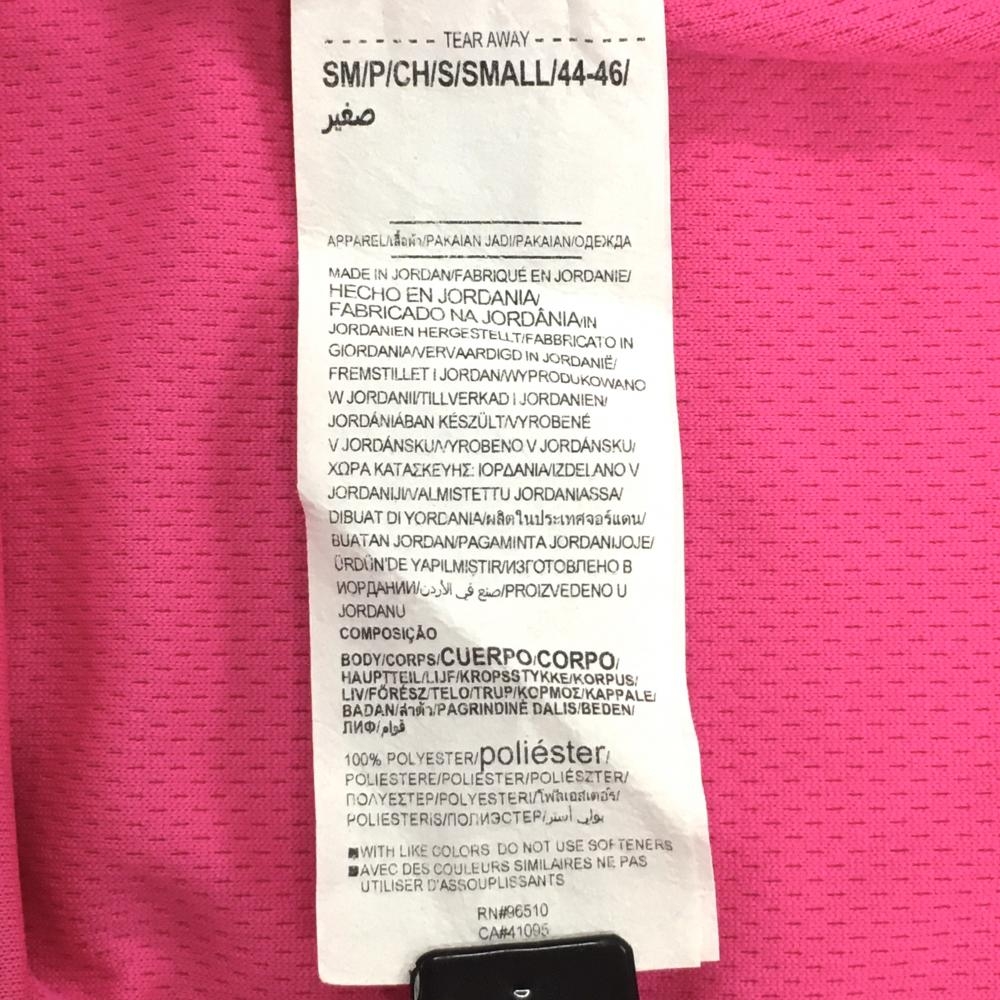 TEAR AWAY
SM/P/CH/S/SMALL/44-46/
صغير
APPAREL/เสื้อผ้า/PAKAIAN JADI/PAKAIAN/ОДЕЖДА
MADE IN JORDAN/FABRIQUÉ EN JORDANIE/
HECHO EN JORDANIA/
FABRICADO NA JORDÂNIA/IN
JORDANIEN HERGESTELLT/FABBRICATO IN
GIORDANIA/VERVAARDIGD IN JORDANIË/
FREMSTILLET I JORDAN/WYPRODUKOWANO
W JORDANII/TILLVERKAD I JORDANIEN/
JORDÁNIÁBAN KÉSZÜLT/VYROBENÉ
V JORDÁNSKU/VYROBENO V JORDÁNSKU/
ΧΩΡΑ ΚΑΤΑΣΚΕΥΗΣ: ΙΟΡΔΑΝΙΑ/IZDELANO V
JORDANIJI/VALMISTETTU JORDANIASSA/
DIBUAT DI YORDANIA/ผลิตในประเทศจอร์แดน/
BUATAN JORDAN/PAGAMINTA JORDANIJOJE/
ÜRDÜN'DE YAPILMIŞTIR/ИЗГОТОВЛЕНО В
ИОРДАНИИ/صنع في الأردن/PROIZVEDENO U
JORDANU
COMPOSIÇÃO
BODY/CORPS/CUERPO/CORPO/
HAUPTTEIL/LIJF/KROPSSTYKKE/KORPUS/
LIV/FŐRÉSZ/TELO/TRUP/ΚΟΡΜΟΣ/KAPPALE/
BADAN/ลำตัว/PAGRINDINĖ DALIS/BEDEN/
ЛИФ/قوام
100% POLYESTER/poliéster/
POLIESTERE/POLIESTER/POLIÉSZTER/
ΠΟΛΥΕΣΤΕΡ/POLYESTERI/โพลีเอสเตอร์/
POLIESTERIS/ПОЛИЭСТЕР/بولي أستر
■WITH LIKE COLORS DO NOT USE SOFTENERS
■AVEC DES COULEURS SIMILAIRES NE PAS
UTILISER D'ASSOUPLISSANTS
RN#96510
CA#41095